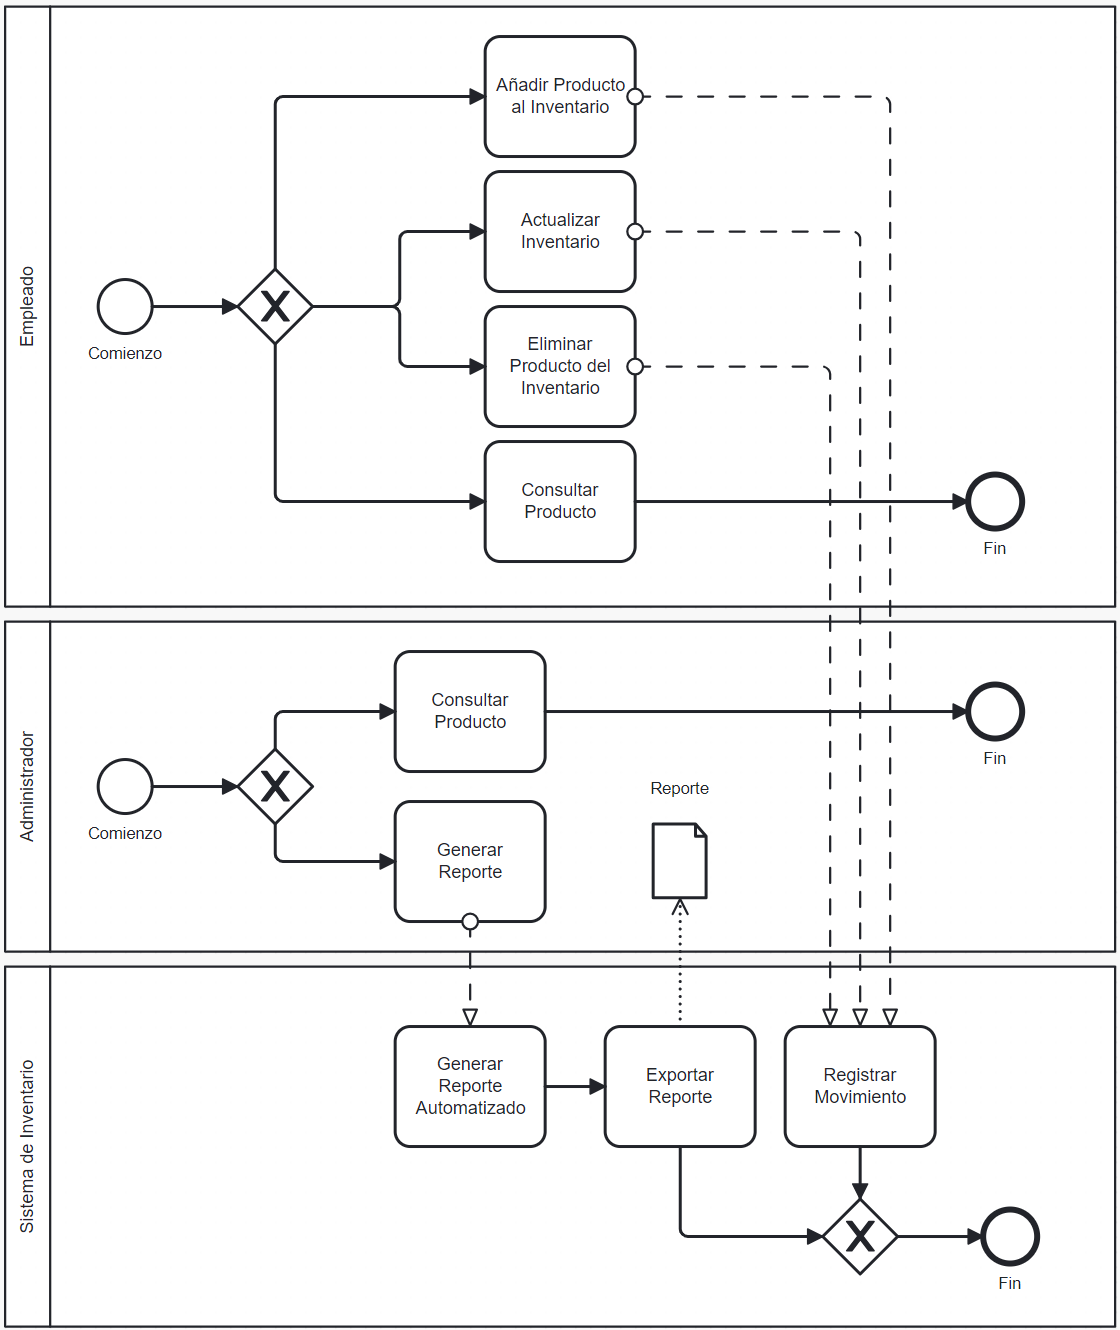 Empleado
Comienzo
Añadir Producto
al Inventario
Actualizar
Inventario
Eliminar
Producto del
Inventario
Consultar
Producto
Fin
Administrador
Comienzo
Consultar
Producto
Fin
Generar
Reporte
Reporte
Sistema de Inventario
Generar
Reporte
Automatizado
Exportar
Reporte
Registrar
Movimiento
Fin